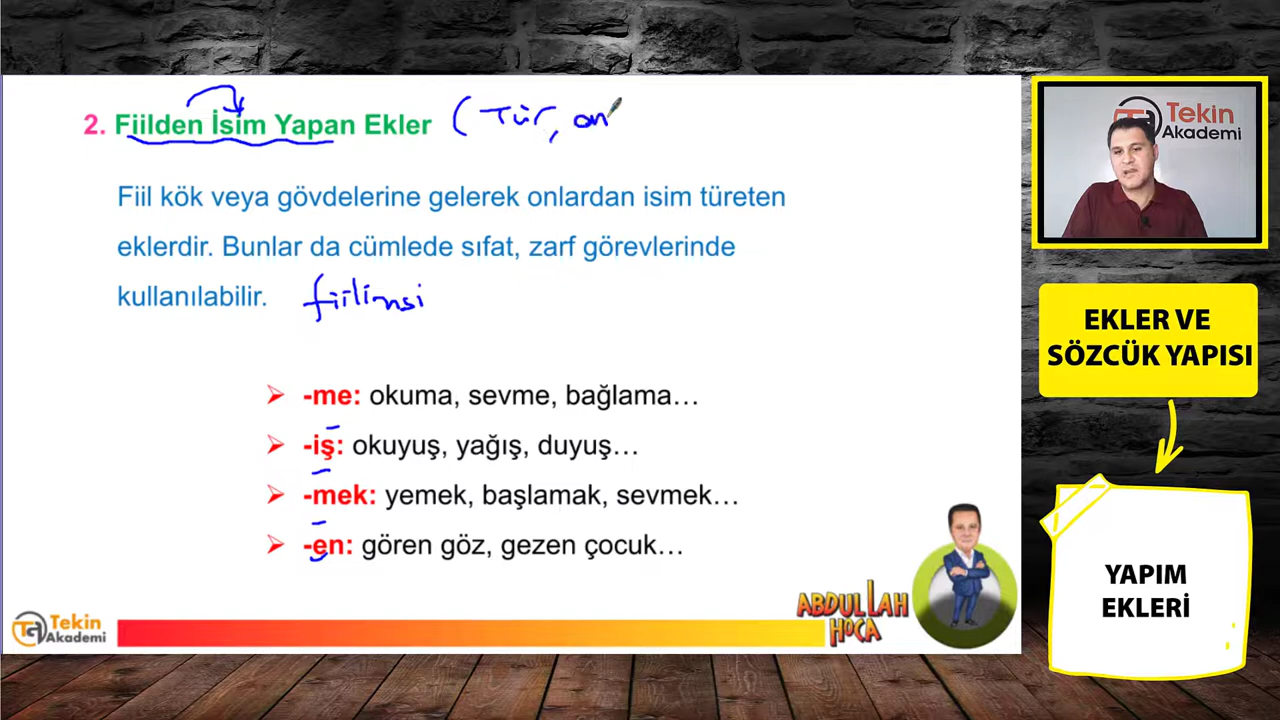 2. Fiilden İsim Yapan Ekler (Tür, an
Fiil kök veya gövdelerine gelerek onlardan isim türeten
eklerdir. Bunlar da cümlede sıfat, zarf görevlerinde
kullanılabilir. fiilimsi
-me: okuma, sevme, bağlama...
-iş: okuyuş, yağış, duyuş...
-mek: yemek, başlamak, sevmek...
-en: gören göz, gezen çocuk...
Tekin
Akademi
ABDULLAH
HOCA
Tekin
Akademi
EKLER VE
SÖZCÜK YAPISI
YAPIM
EKLERİ